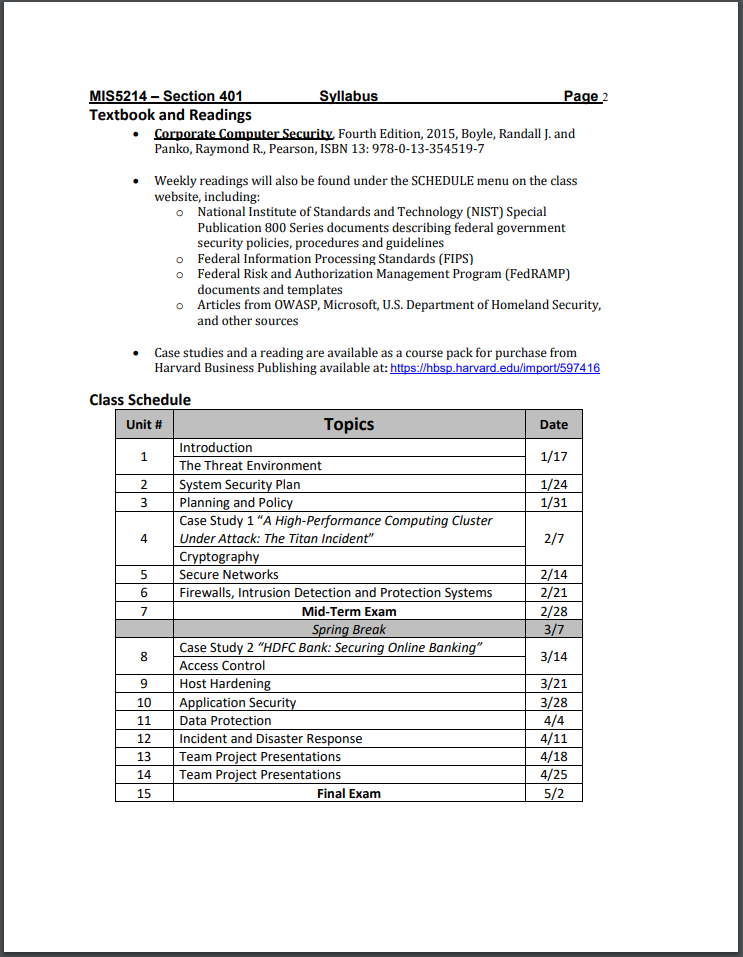 MIS5214 – Section 401 Syllabus Page 2
Textbook and Readings
• Corporate Computer Security, Fourth Edition, 2015, Boyle, Randall J. and
Panko, Raymond R., Pearson, ISBN 13: 978-0-13-354519-7
• Weekly readings will also be found under the SCHEDULE menu on the class
website, including:
o National Institute of Standards and Technology (NIST) Special
Publication 800 Series documents describing federal government
security policies, procedures and guidelines
o Federal Information Processing Standards (FIPS)
o Federal Risk and Authorization Management Program (FedRAMP)
documents and templates
o Articles from OWASP, Microsoft, U.S. Department of Homeland Security,
and other sources
• Case studies and a reading are available as a course pack for purchase from
Harvard Business Publishing available at: https://hbsp.harvard.edu/import/597416
Class Schedule
Unit # Topics Date
1 Introduction 1/17
The Threat Environment
2 System Security Plan 1/24
3 Planning and Policy 1/31
4 Case Study 1 “A High-Performance Computing Cluster
Under Attack: The Titan Incident” 2/7
Cryptography
5 Secure Networks 2/14
6 Firewalls, Intrusion Detection and Protection Systems 2/21
7 Mid-Term Exam 2/28
Spring Break 3/7
8 Case Study 2 “HDFC Bank: Securing Online Banking” 3/14
Access Control
9 Host Hardening 3/21
10 Application Security 3/28
11 Data Protection 4/4
12 Incident and Disaster Response 4/11
13 Team Project Presentations 4/18
14 Team Project Presentations 4/25
15 Final Exam 5/2